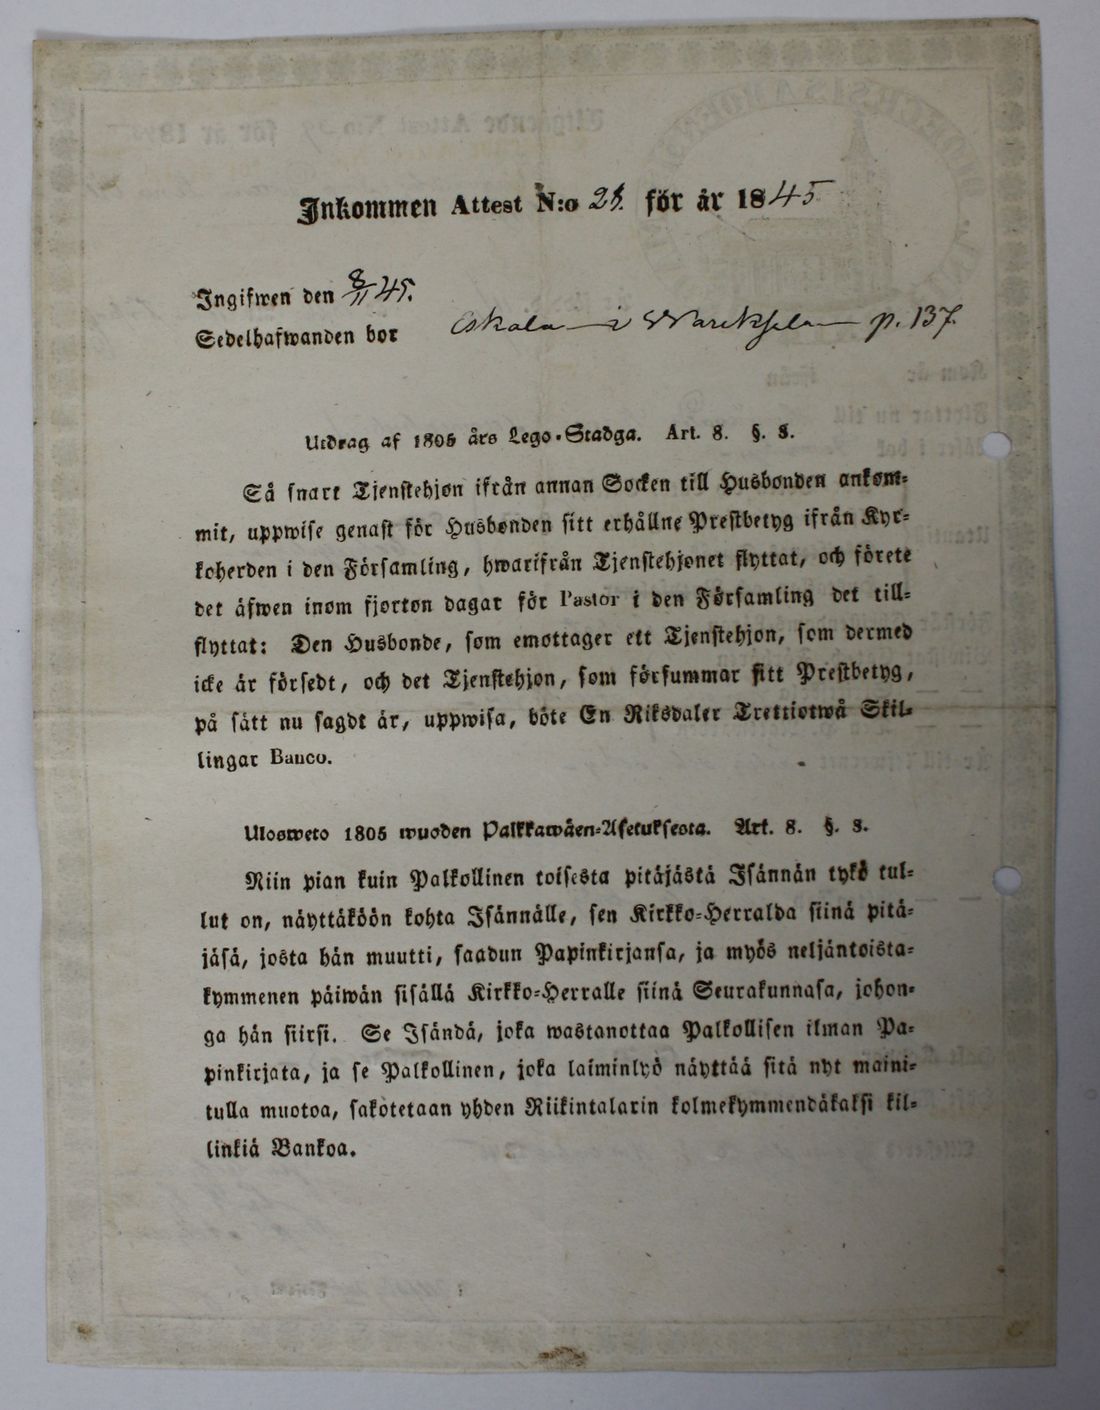 Inkommen Attest N:o 28. för år 1845
Ingifwen den 8/11 45.
Sedelhafwanden bor Eskola i Wareksela p. 137.
Utdrag af 1805 års Lego-Stadga. Art. 8. §. 8.
Så snart Tjenstehjon ifrån annan Socken till Husbonden ankom-
mit, uppwise genast för Husbonden sitt erhållne Prestbetyg ifrån Kyr-
koherden i den Församling, hwarifrån Tjenstehjonet flyttat, och förete
det äfwen inom fjorton dagar för Pastor i den Församling det till-
flyttat: Den Husbonde, som emottager ett Tjenstehjon, som dermed
icke är försedt, och det Tjenstehjon, som försummar sitt Prestbetyg,
på sätt nu sagdt är, uppwisa, böte En Riksdaler Trettiotwå Skil-
lingar Banco.
Ulosweto 1805 wuoden Palkkawäen-Asetuksesta. Art. 8. §. 8.
Niin pian kuin Palkollinen toisesta pitäjästä Isännän tykö tul-
lut on, näyttäköön kohta Isännälle, sen Kirkko-Herralda siinä pitä-
jäsä, josta hän muutti, saadun Papinkirjansa, ja myös neljäntoista-
kymmenen päiwän sisällä Kirkko-Herralle siinä Seurakunnasa, johon-
ga hän siirsi. Se Isändä, joka wastanottaa Palkollisen ilman Pa-
pinkirjata, ja se Palkollinen, joka laiminlyö näyttää sitä nyt maini-
tulla muotoa, sakotetaan yhden Riikintalarin kolmekymmendäkaksi kil-
linkiä Bankoa.